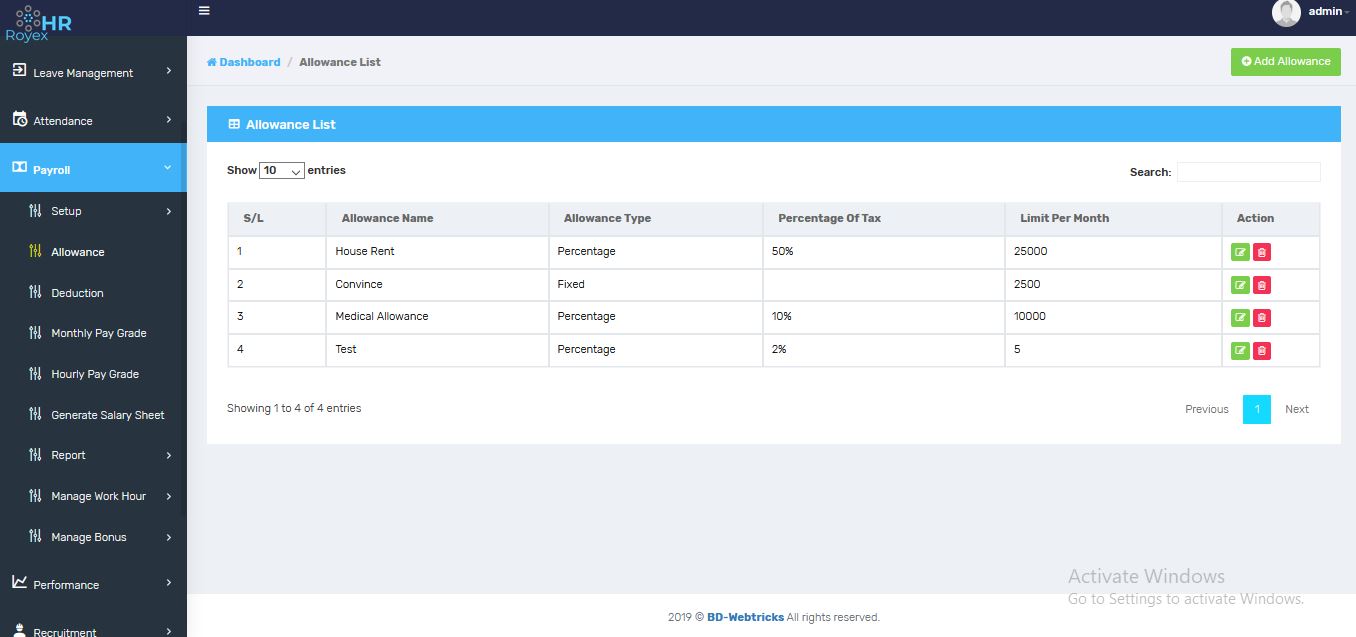 HR
Royex
admin
Leave Management
Attendance
Payroll
Setup
Allowance
Deduction
Monthly Pay Grade
Hourly Pay Grade
Generate Salary Sheet
Report
Manage Work Hour
Manage Bonus
Performance
Recruitment
Dashboard / Allowance List
Add Allowance
Allowance List
Show 10 entries
Search:
S/L Allowance Name Allowance Type Percentage Of Tax Limit Per Month Action
1 House Rent Percentage 50% 25000
2 Convince Fixed 2500
3 Medical Allowance Percentage 10% 10000
4 Test Percentage 2% 5
Showing 1 to 4 of 4 entries
Previous 1 Next
Activate Windows
Go to Settings to activate Windows.
2019 © BD-Webtricks All rights reserved.